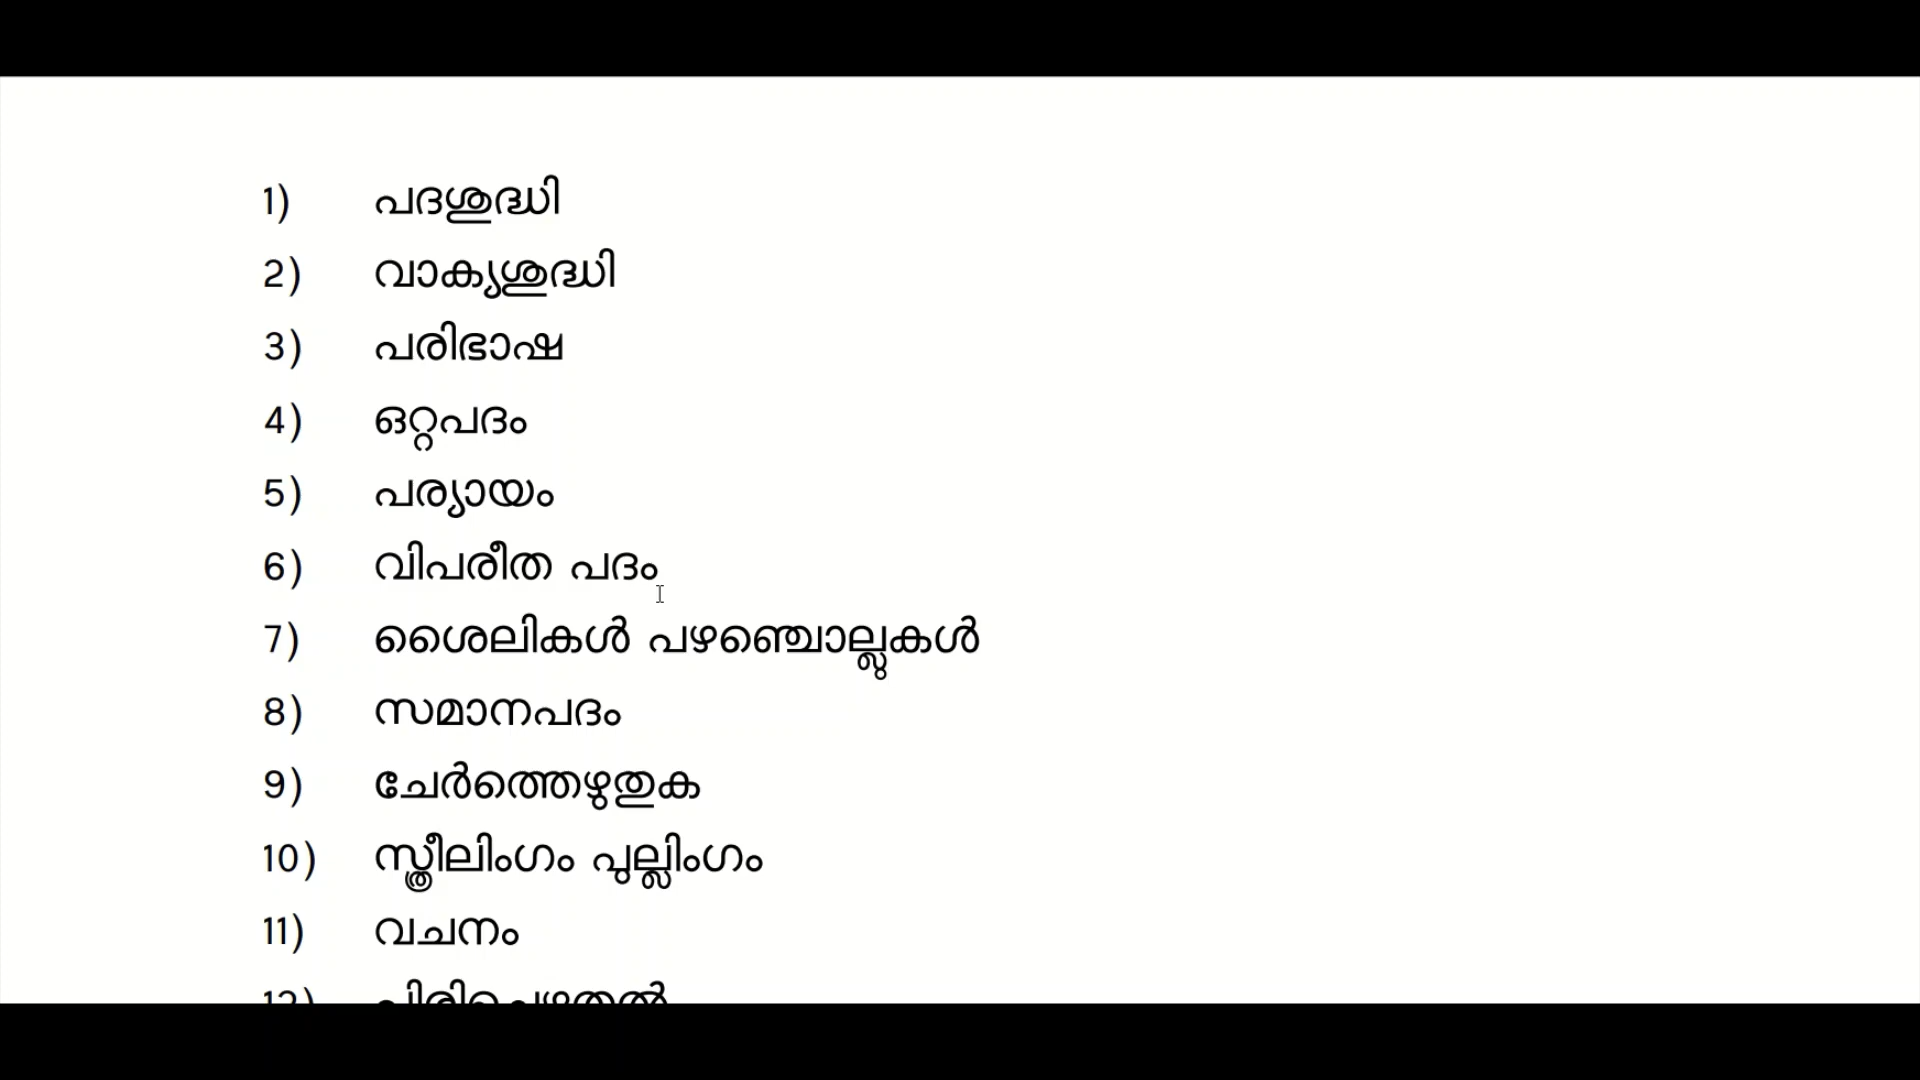 1) പദശുദ്ധി
2) വാക്യശുദ്ധി
3) പരിഭാഷ
4) ഒറ്റപദം
5) പര്യായം
6) വിപരീത പദം
7) ശൈലികൾ പഴഞ്ചൊല്ലുകൾ
8) സമാനപദം
9) ചേർത്തെഴുതുക
10) സ്ത്രീലിംഗം പുല്ലിംഗം
11) വചനം
12)